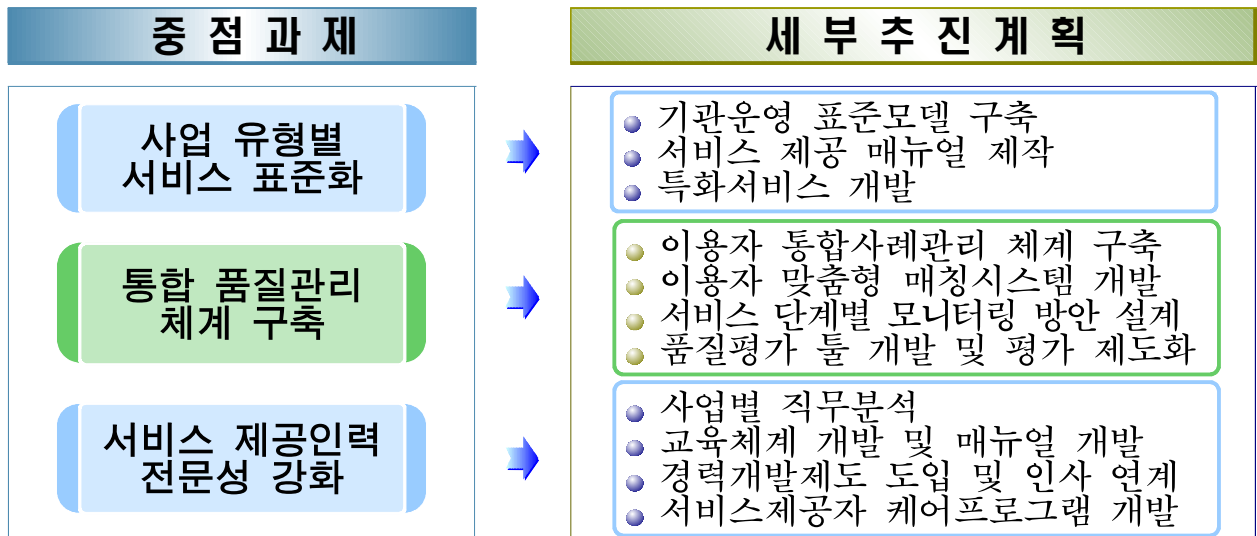 중 점 과 제
세 부 추 진 계 획
사업 유형별
서비스 표준화
기관운영 표준모델 구축
서비스 제공 매뉴얼 제작
특화서비스 개발
통합 품질관리
체계 구축
이용자 통합사례관리 체계 구축
이용자 맞춤형 매칭시스템 개발
서비스 단계별 모니터링 방안 설계
품질평가 툴 개발 및 평가 제도화
서비스 제공인력
전문성 강화
사업별 직무분석
교육체계 개발 및 매뉴얼 개발
경력개발제도 도입 및 인사 연계
서비스제공자 케어프로그램 개발